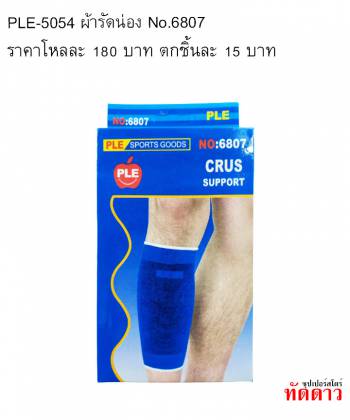 PLE-5054 ผ้ารัดน่อง No.6807
ราคาโหลละ 180 บาท ตกชิ้นละ 15 บาท
NO:6807 PLE
PLE SPORTS GOODS NO:6807
PLE
CRUS
SUPPORT
ซุปเปอร์สโตร์
ทัดดาว